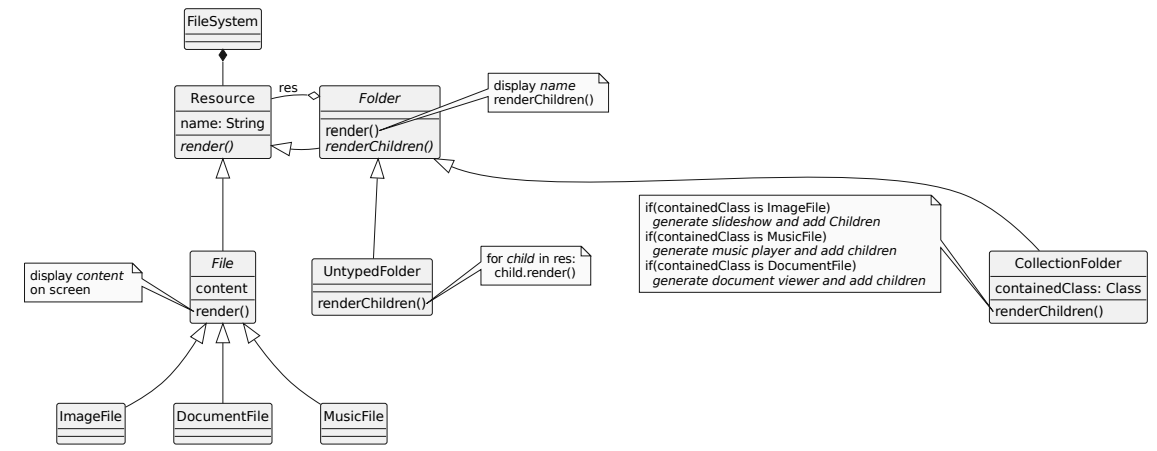 FileSystem
Resource
name: String
render()
res
Folder
render()
renderChildren()
display name
renderChildren()
if(containedClass is ImageFile)
generate slideshow and add Children
if(containedClass is MusicFile)
generate music player and add children
if(containedClass is DocumentFile)
generate document viewer and add children
display content
on screen
File
content
render()
UntypedFolder
renderChildren()
for child in res:
child.render()
CollectionFolder
containedClass: Class
renderChildren()
ImageFile
DocumentFile
MusicFile